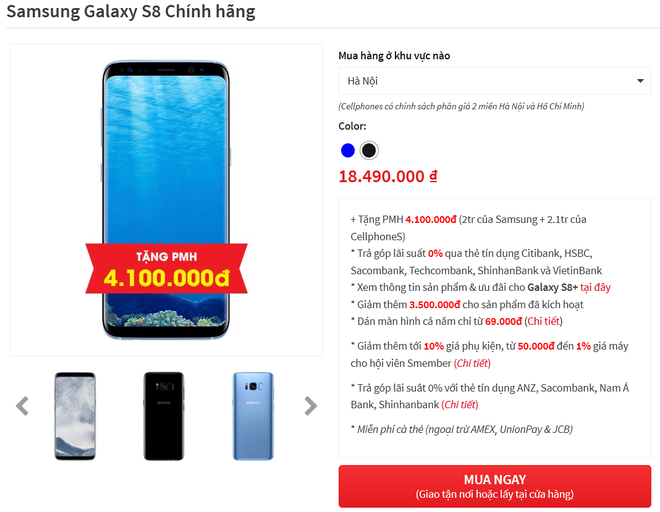 Samsung Galaxy S8 Chính hãng
TẶNG PMH
4.100.000đ
Mua hàng ở khu vực nào
Hà Nội
(Cellphones có chính sách phân giá 2 miền Hà Nội và Hồ Chí Minh)
Color:
18.490.000 ₫
+ Tặng PMH 4.100.000đ (2tr của Samsung + 2.1tr của
CellphoneS)
* Trả góp lãi suất 0% qua thẻ tín dụng Citibank, HSBC,
Sacombank, Techcombank, ShinhanBank và VietinBank
* Xem thông tin sản phẩm & ưu đãi cho Galaxy S8+ tại đây
* Giảm thêm 3.500.000đ cho sản phẩm đã kích hoạt
* Dán màn hình cả năm chỉ từ 69.000đ (Chi tiết)
* Giảm thêm tới 10% giá phụ kiện, từ 50.000đ đến 1% giá máy
cho hội viên Smember (Chi tiết)
* Trả góp lãi suất 0% với thẻ tín dụng ANZ, Sacombank, Nam Á
Bank, Shinhanbank (Chi tiết)
* Miễn phí cà thẻ (ngoại trừ AMEX, UnionPay & JCB)
MUA NGAY
(Giao tận nơi hoặc lấy tại cửa hàng)